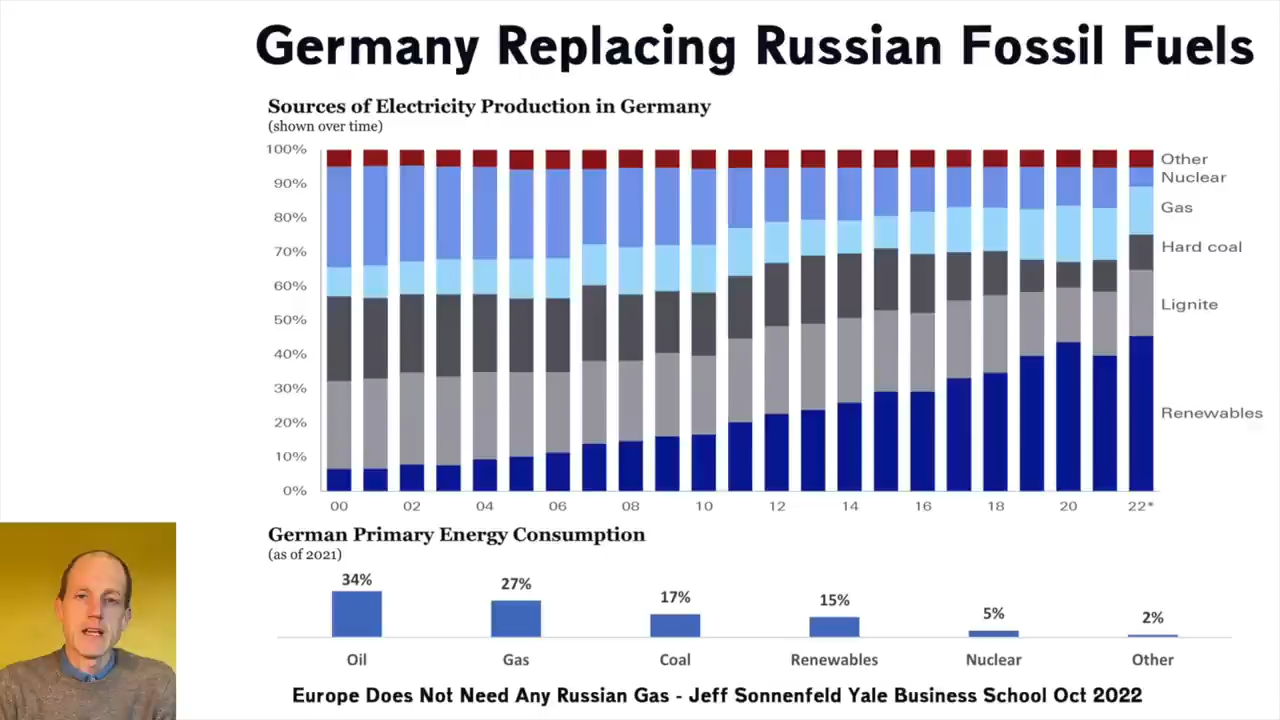 Germany Replacing Russian Fossil Fuels
Sources of Electricity Production in Germany
(shown over time)
100%
90%
80%
70%
60%
50%
40%
30%
20%
10%
0%
Other
Nuclear
Gas
Hard coal
Lignite
Renewables
00 02 04 06 08 10 12 14 16 18 20 22*
German Primary Energy Consumption
(as of 2021)
34% 27% 17% 15% 5% 2%
Oil Gas Coal Renewables Nuclear Other
Europe Does Not Need Any Russian Gas - Jeff Sonnenfeld Yale Business School Oct 2022